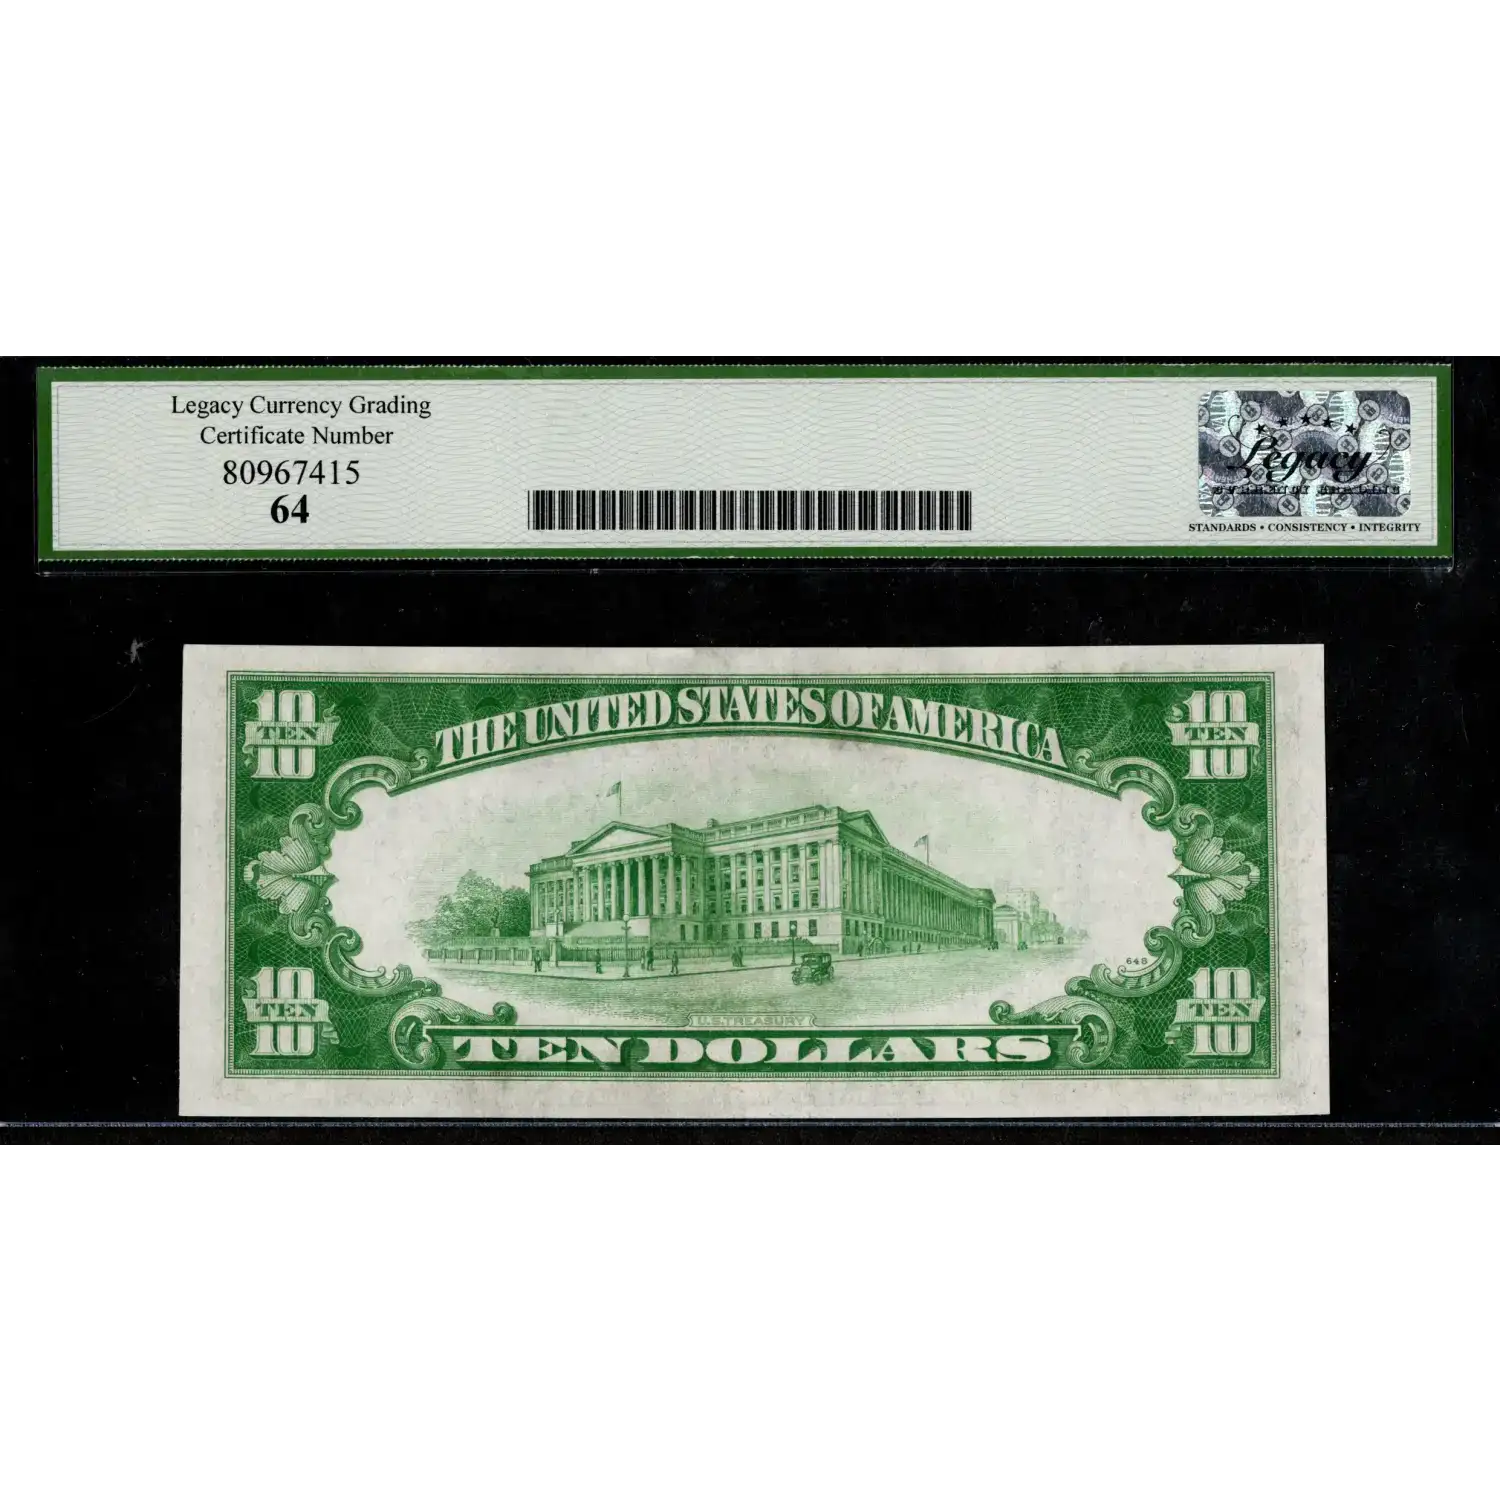 Legacy Currency Grading
Certificate Number
80967415
64
Legacy
STANDARDS • CONSISTENCY • INTEGRITY
10
TEN
10
THE UNITED STATES OF AMERICA
10
TEN
10
648
10
TEN
10
U.S. TREASURY
TEN DOLLARS
10
TEN
10